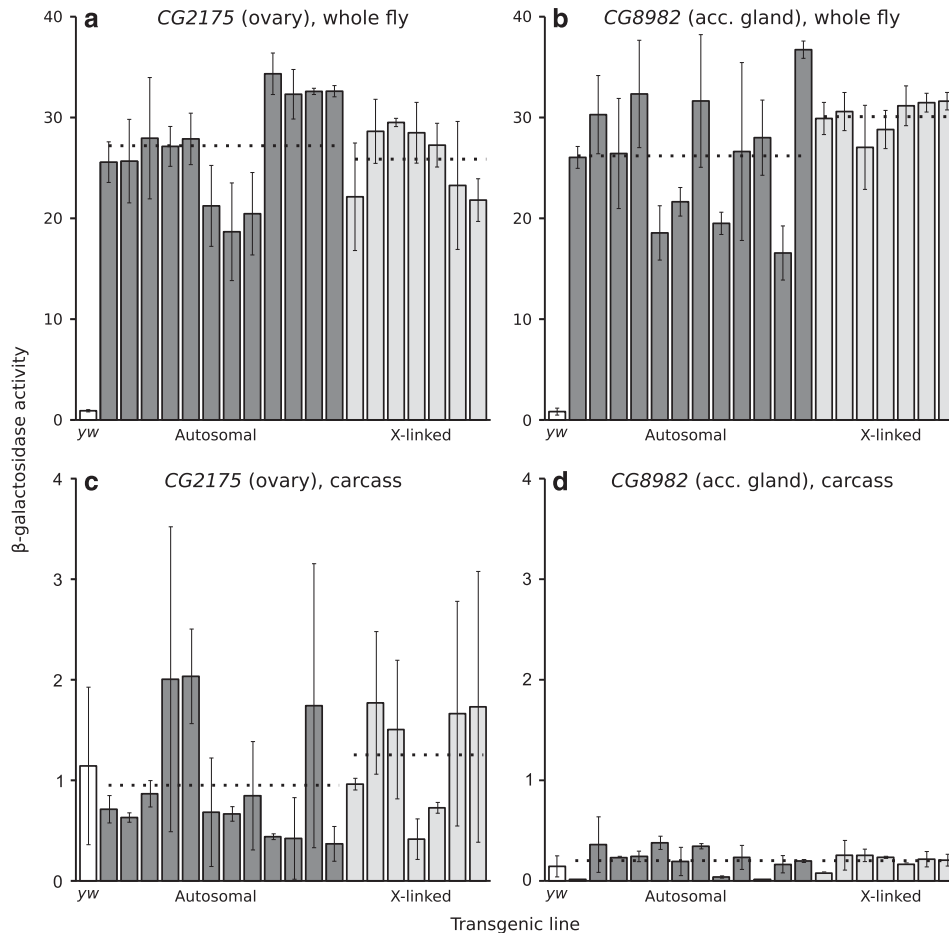 a CG2175 (ovary), whole fly
40
30
20
10
0
yw Autosomal X-linked
b CG8982 (acc. gland), whole fly
40
30
20
10
0
yw Autosomal X-linked
β-galactosidase activity
c CG2175 (ovary), carcass
4
3
2
1
0
yw Autosomal X-linked
d CG8982 (acc. gland), carcass
4
3
2
1
0
yw Autosomal X-linked
Transgenic line